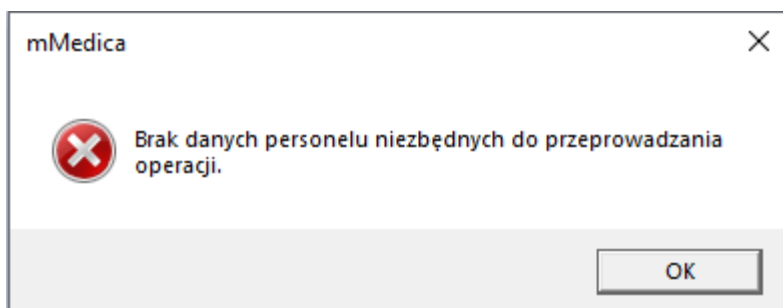 mMedica
Brak danych personelu niezbędnych do przeprowadzania
operacji.
OK